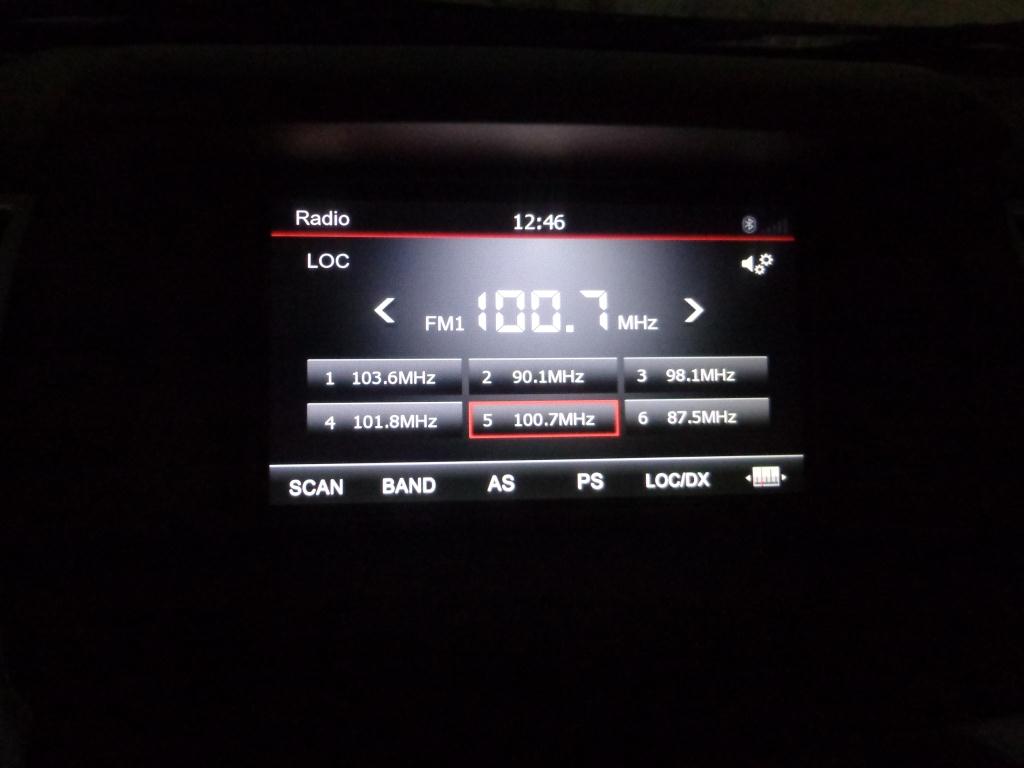 Radio 12:46
LOC
FM1 100.7 MHz
1 103.6MHz 2 90.1MHz 3 98.1MHz
4 101.8MHz 5 100.7MHz 6 87.5MHz
SCAN BAND AS PS LOC/DX